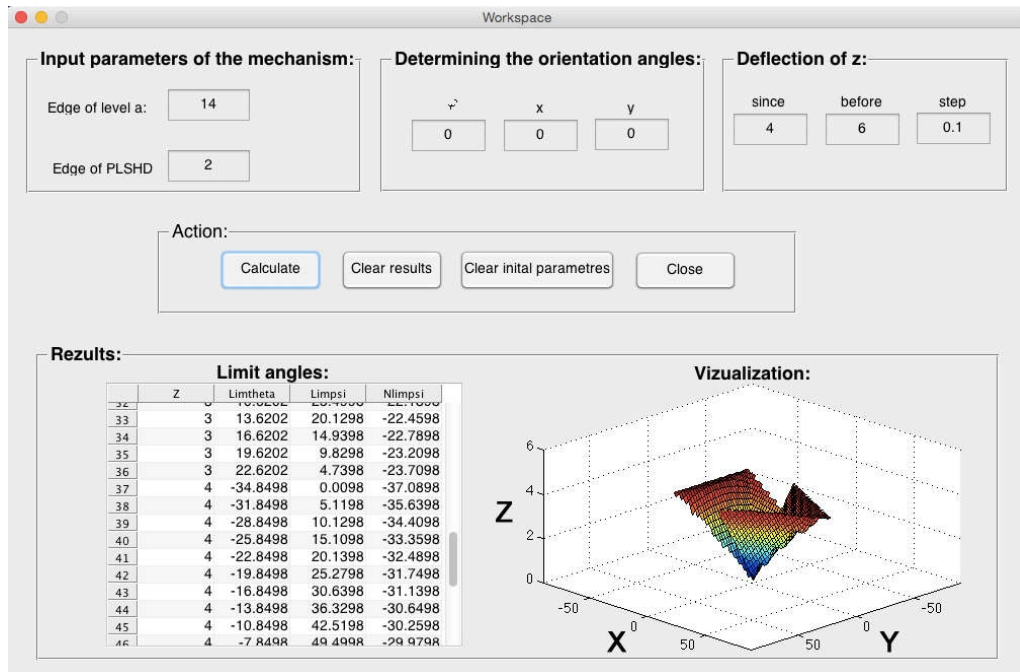 Workspace
Input parameters of the mechanism:
Edge of level a: 14
Edge of PLSHD 2
Determining the orientation angles:
x y
0 0 0
Deflection of z:
since before step
4 6 0.1
Action:
Calculate Clear results Clear inital parametres Close
Rezults:
Limit angles:
Z Limtheta Limpsi Nlimpsi
33 3 13.6202 20.1298 -22.4598
34 3 16.6202 14.9398 -22.7898
35 3 19.6202 9.8298 -23.2098
36 3 22.6202 4.7398 -23.7098
37 4 -34.8498 0.0098 -37.0898
38 4 -31.8498 5.1198 -35.6398
39 4 -28.8498 10.1298 -34.4098
40 4 -25.8498 15.1098 -33.3598
41 4 -22.8498 20.1398 -32.4898
42 4 -19.8498 25.2798 -31.7498
43 4 -16.8498 30.6398 -31.1398
44 4 -13.8498 36.3298 -30.6498
45 4 -10.8498 42.5198 -30.2598
46 4 -7.8498 49.4998 -29.9798
Vizualization:
6
4
2
0
Z
-50
0
50
X
-50
0
50
Y